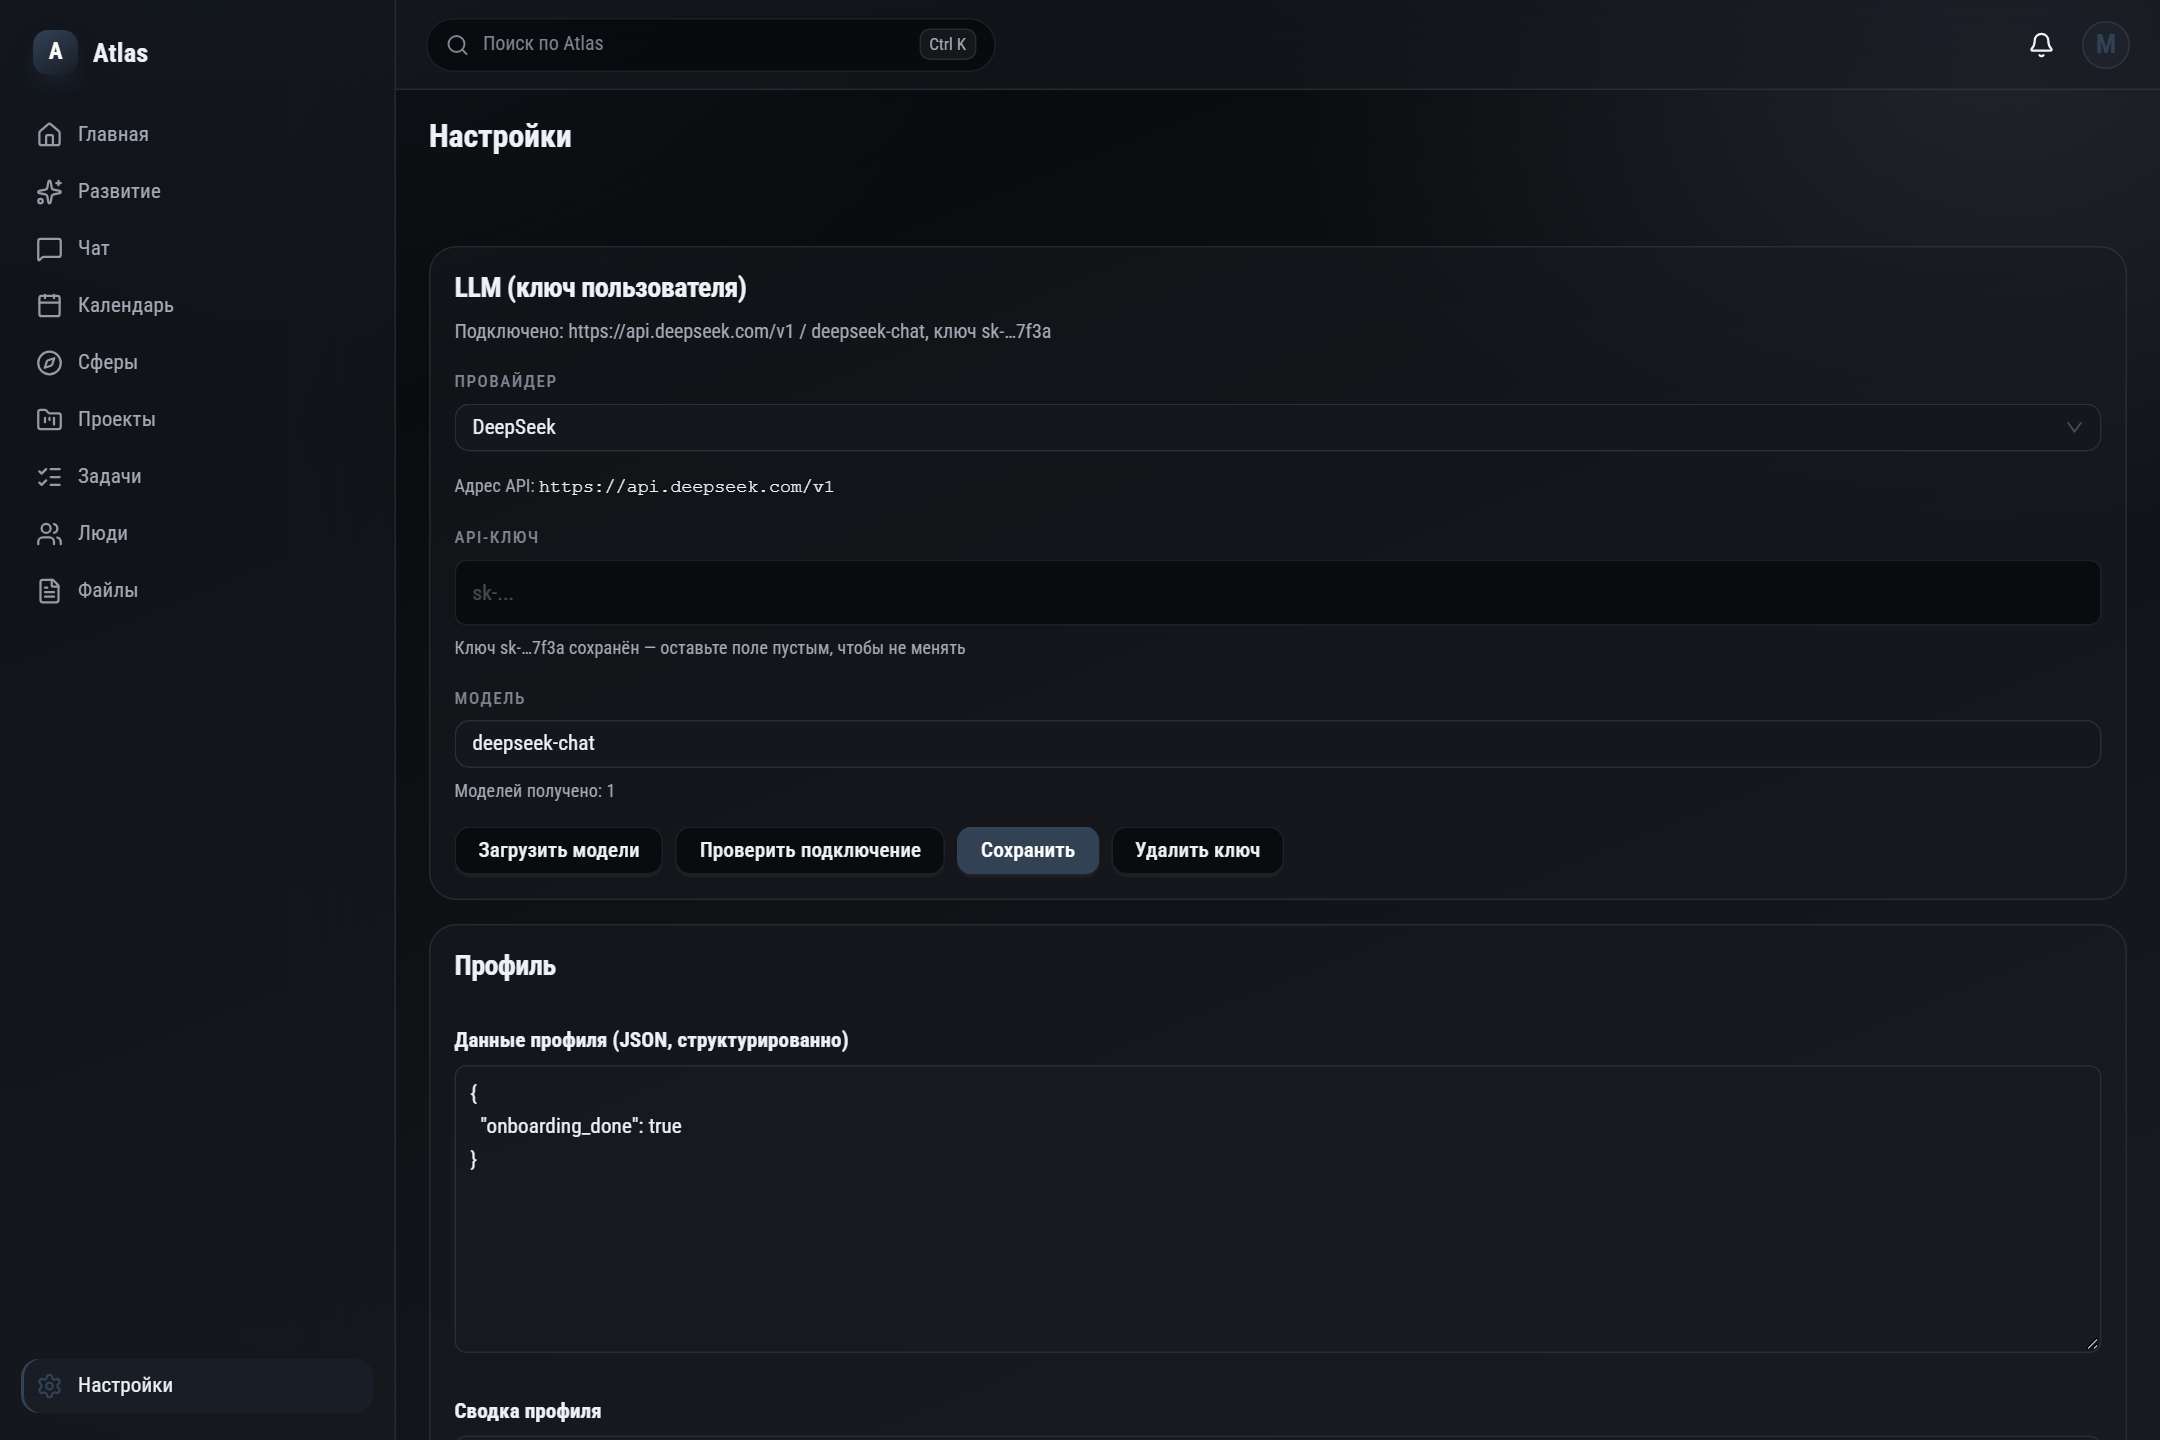 A Atlas
Поиск по Atlas Ctrl K
M
Главная
Развитие
Чат
Календарь
Сферы
Проекты
Задачи
Люди
Файлы
Настройки
Настройки
LLM (ключ пользователя)
Подключено: https://api.deepseek.com/v1 / deepseek-chat, ключ sk-…7f3a
ПРОВАЙДЕР
DeepSeek
Адрес API: https://api.deepseek.com/v1
API-КЛЮЧ
sk-...
Ключ sk-…7f3a сохранён — оставьте поле пустым, чтобы не менять
МОДЕЛЬ
deepseek-chat
Моделей получено: 1
Загрузить модели Проверить подключение Сохранить Удалить ключ
Профиль
Данные профиля (JSON, структурированно)
{
"onboarding_done": true
}
Сводка профиля